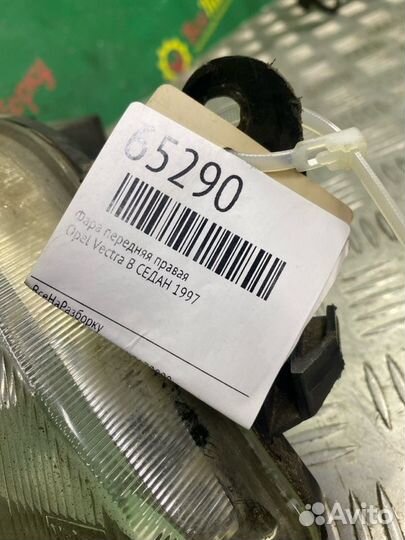 65290
Фара передняя правая
Opel Vectra B СЕДАН 1997
ВсеНаРазборку
Avito